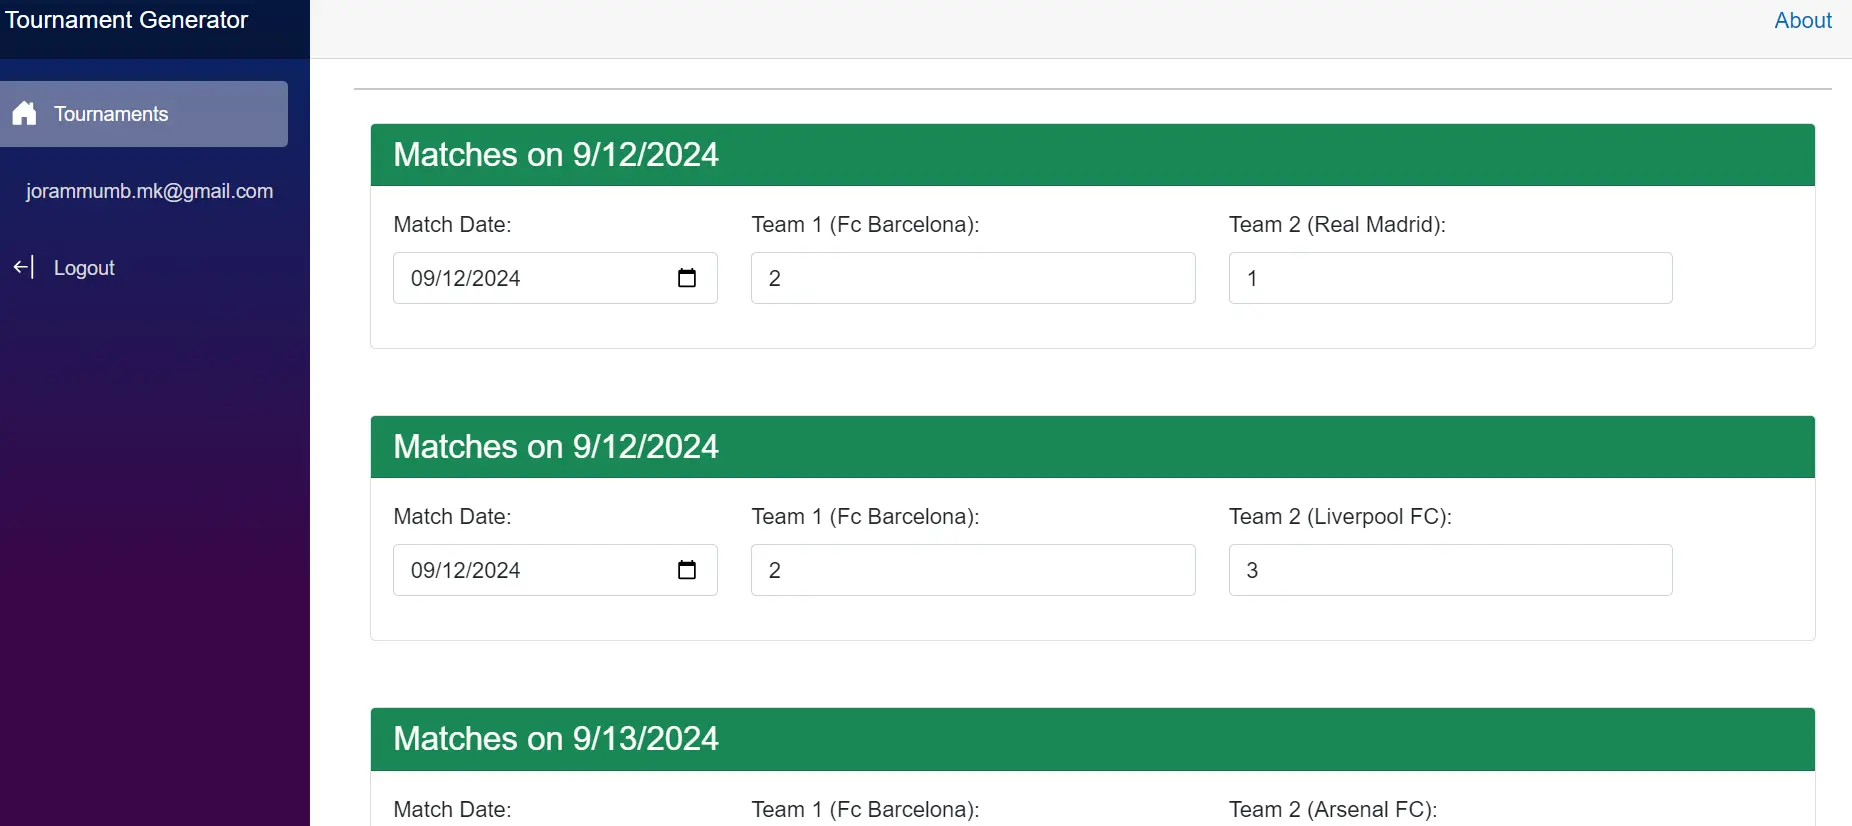 Tournament Generator
About
Tournaments
jorammumb.mk@gmail.com
Logout
Matches on 9/12/2024
Match Date: Team 1 (Fc Barcelona): Team 2 (Real Madrid):
09/12/2024 2 1
Matches on 9/12/2024
Match Date: Team 1 (Fc Barcelona): Team 2 (Liverpool FC):
09/12/2024 2 3
Matches on 9/13/2024
Match Date: Team 1 (Fc Barcelona): Team 2 (Arsenal FC):